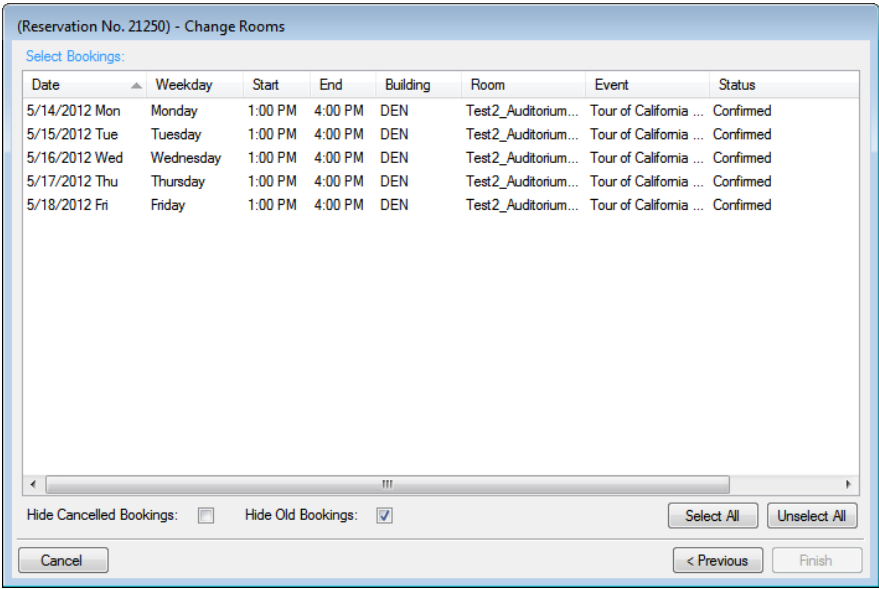 (Reservation No. 21250) - Change Rooms
Select Bookings:
Date Weekday Start End Building Room Event Status
5/14/2012 Mon Monday 1:00 PM 4:00 PM DEN Test2_Auditorium... Tour of California ... Confirmed
5/15/2012 Tue Tuesday 1:00 PM 4:00 PM DEN Test2_Auditorium... Tour of California ... Confirmed
5/16/2012 Wed Wednesday 1:00 PM 4:00 PM DEN Test2_Auditorium... Tour of California ... Confirmed
5/17/2012 Thu Thursday 1:00 PM 4:00 PM DEN Test2_Auditorium... Tour of California ... Confirmed
5/18/2012 Fri Friday 1:00 PM 4:00 PM DEN Test2_Auditorium... Tour of California ... Confirmed
Hide Cancelled Bookings: Hide Old Bookings: Select All Unselect All
Cancel < Previous Finish